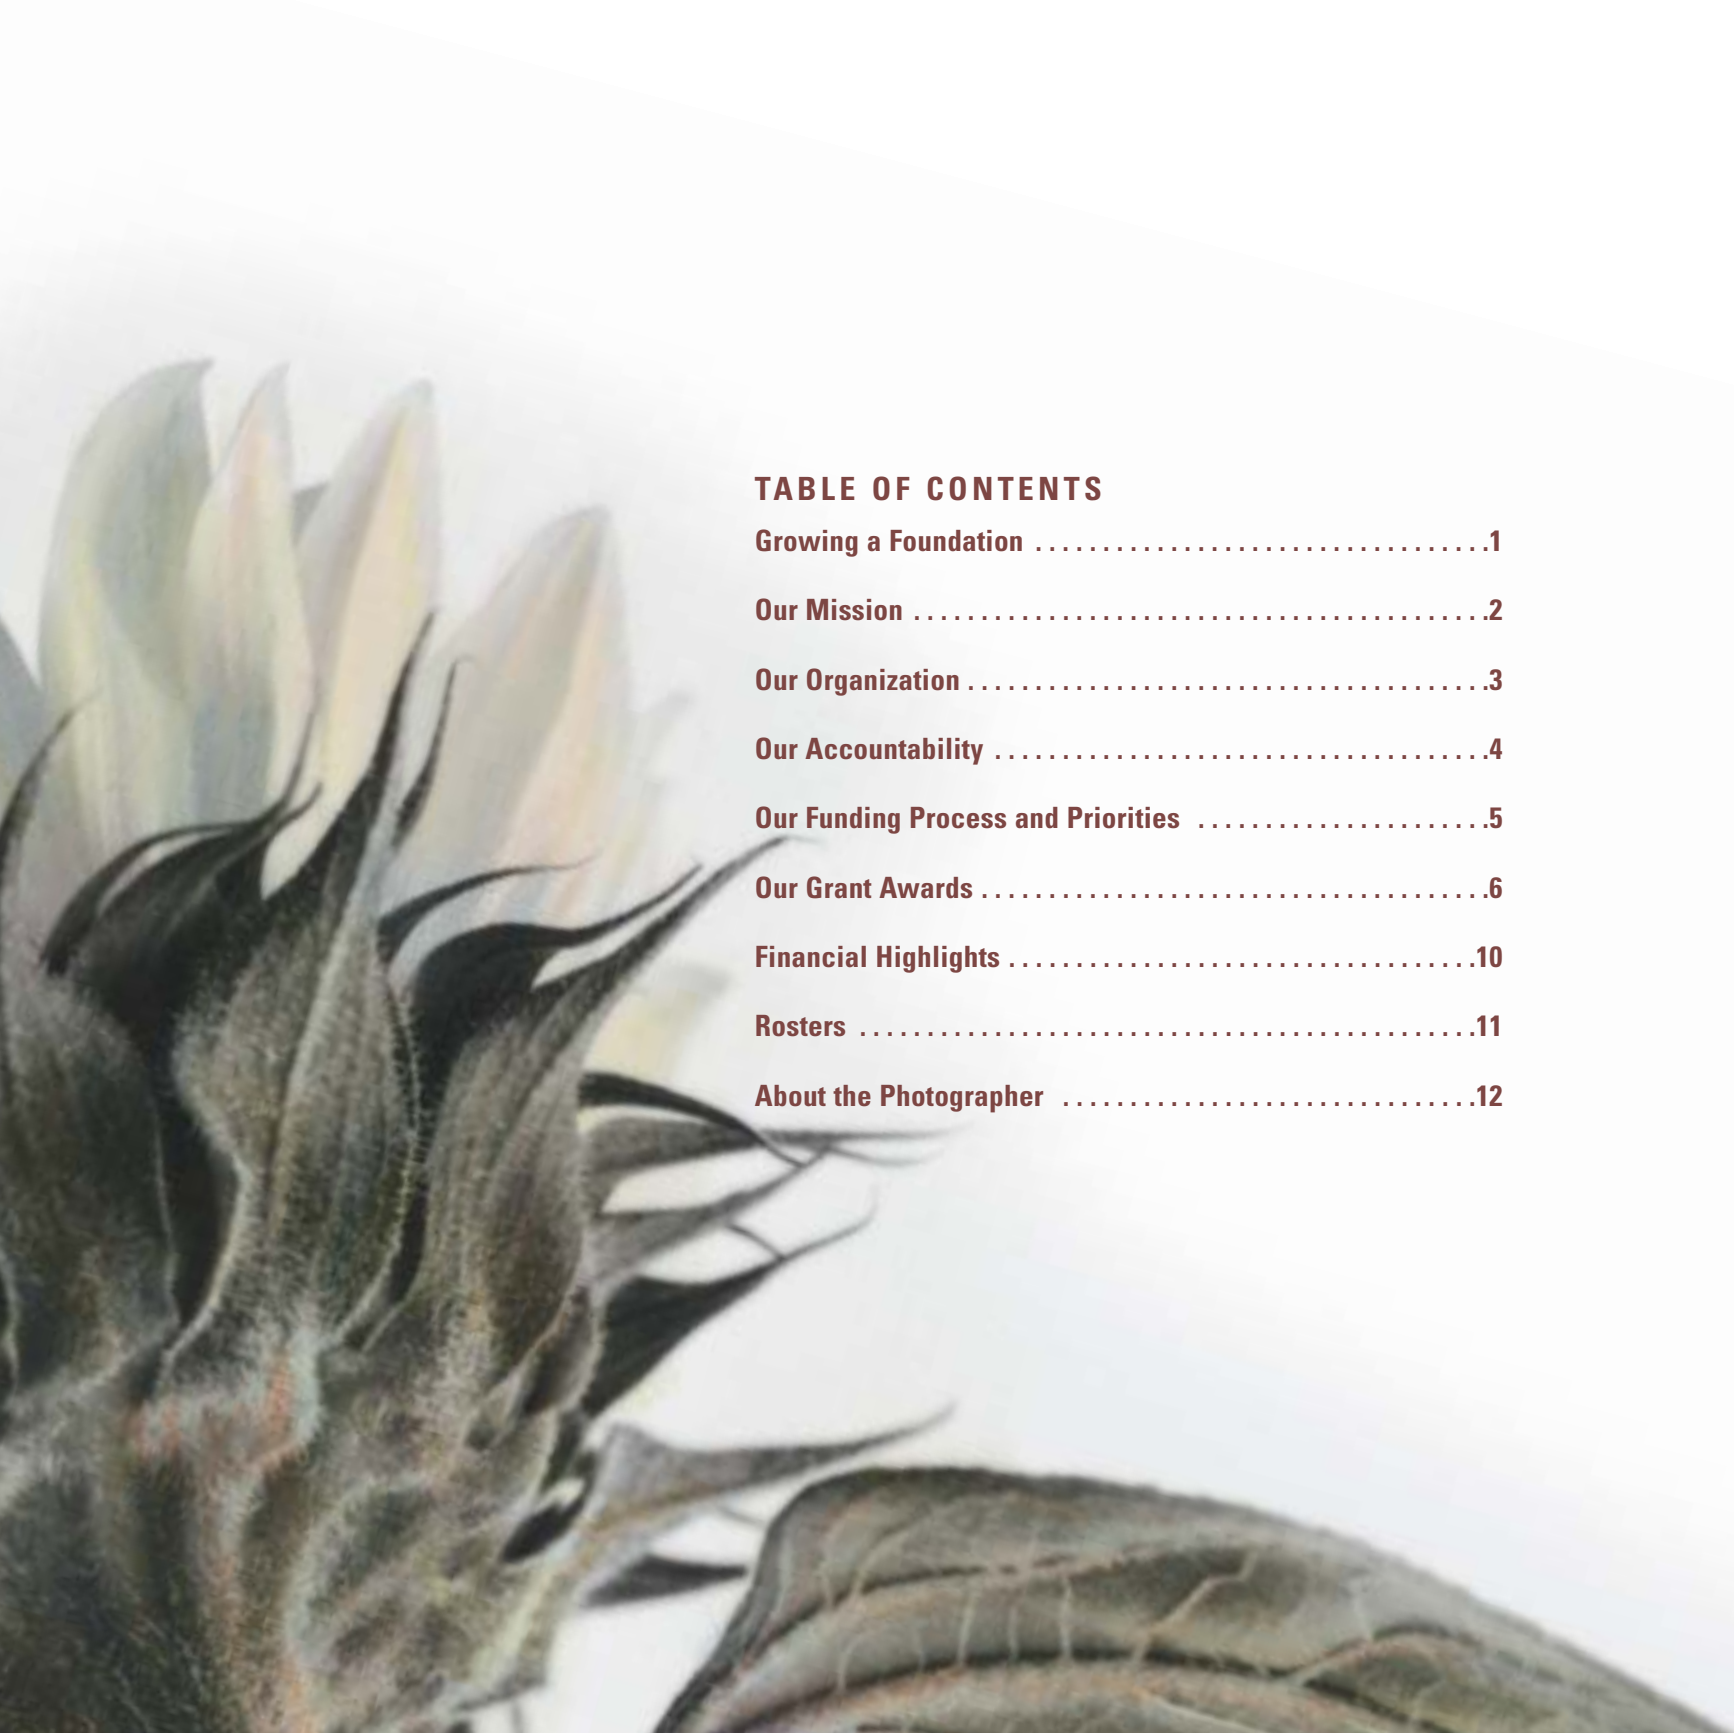 TABLE OF CONTENTS
Growing a Foundation . . . . . . . . . . . . . . . . . . . . . . . . . . . . . . . . . .1
Our Mission . . . . . . . . . . . . . . . . . . . . . . . . . . . . . . . . . . . . . . . . . . .2
Our Organization . . . . . . . . . . . . . . . . . . . . . . . . . . . . . . . . . . . . . . .3
Our Accountability . . . . . . . . . . . . . . . . . . . . . . . . . . . . . . . . . . . . .4
Our Funding Process and Priorities . . . . . . . . . . . . . . . . . . . . . .5
Our Grant Awards . . . . . . . . . . . . . . . . . . . . . . . . . . . . . . . . . . . . . .6
Financial Highlights . . . . . . . . . . . . . . . . . . . . . . . . . . . . . . . . . . .10
Rosters . . . . . . . . . . . . . . . . . . . . . . . . . . . . . . . . . . . . . . . . . . . . . .11
About the Photographer . . . . . . . . . . . . . . . . . . . . . . . . . . . . . . .12